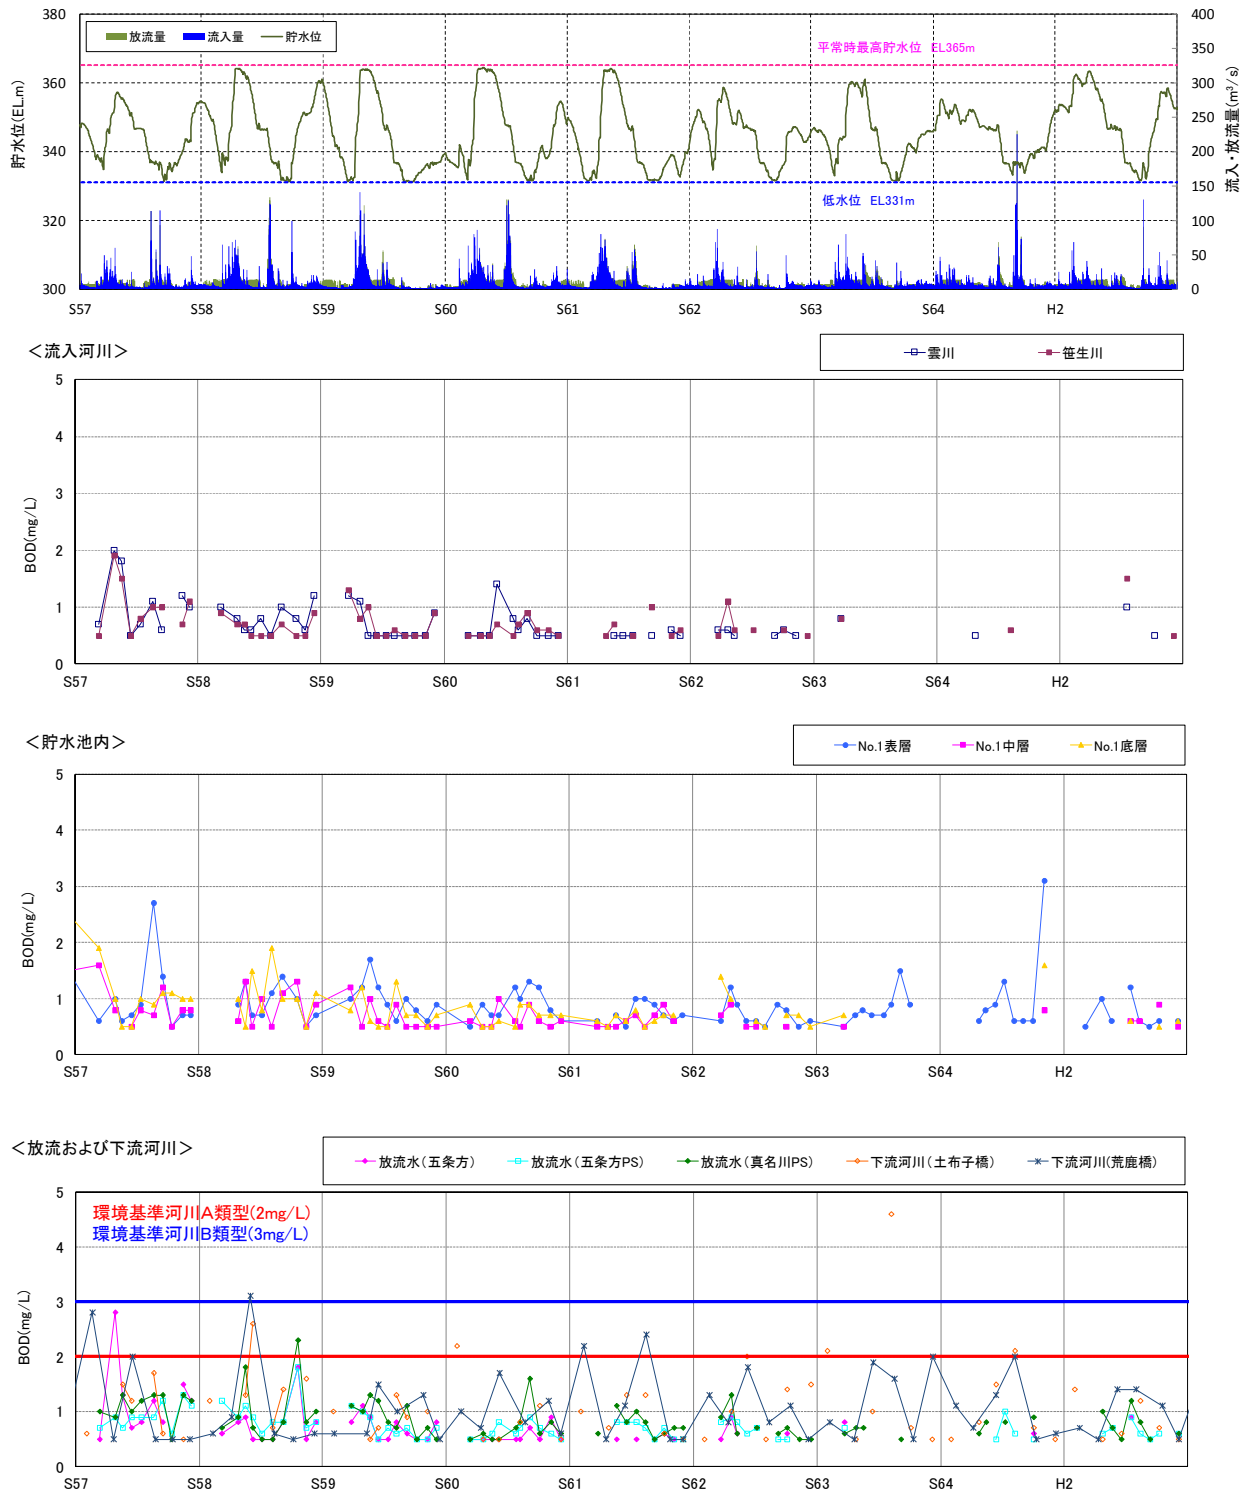 380
360
340
320
300
貯水位(EL.m)
放流量 流入量 貯水位
平常時最高貯水位 EL365m
低水位 EL331m
400
350
300
250
200
150
100
50
0
流入・放流量(m³/s)
S57 S58 S59 S60 S61 S62 S63 S64 H2
＜流入河川＞
雲川 笹生川
5
4
3
2
1
0
BOD(mg/L)
S57 S58 S59 S60 S61 S62 S63 S64 H2
＜貯水池内＞
No.1表層 No.1中層 No.1底層
5
4
3
2
1
0
BOD(mg/L)
S57 S58 S59 S60 S61 S62 S63 S64 H2
＜放流および下流河川＞
放流水（五条方） 放流水（五条方PS） 放流水（真名川PS） 下流河川（土布子橋） 下流河川（荒鹿橋）
環境基準河川A類型(2mg/L)
環境基準河川B類型(3mg/L)
5
4
3
2
1
0
BOD(mg/L)
S57 S58 S59 S60 S61 S62 S63 S64 H2